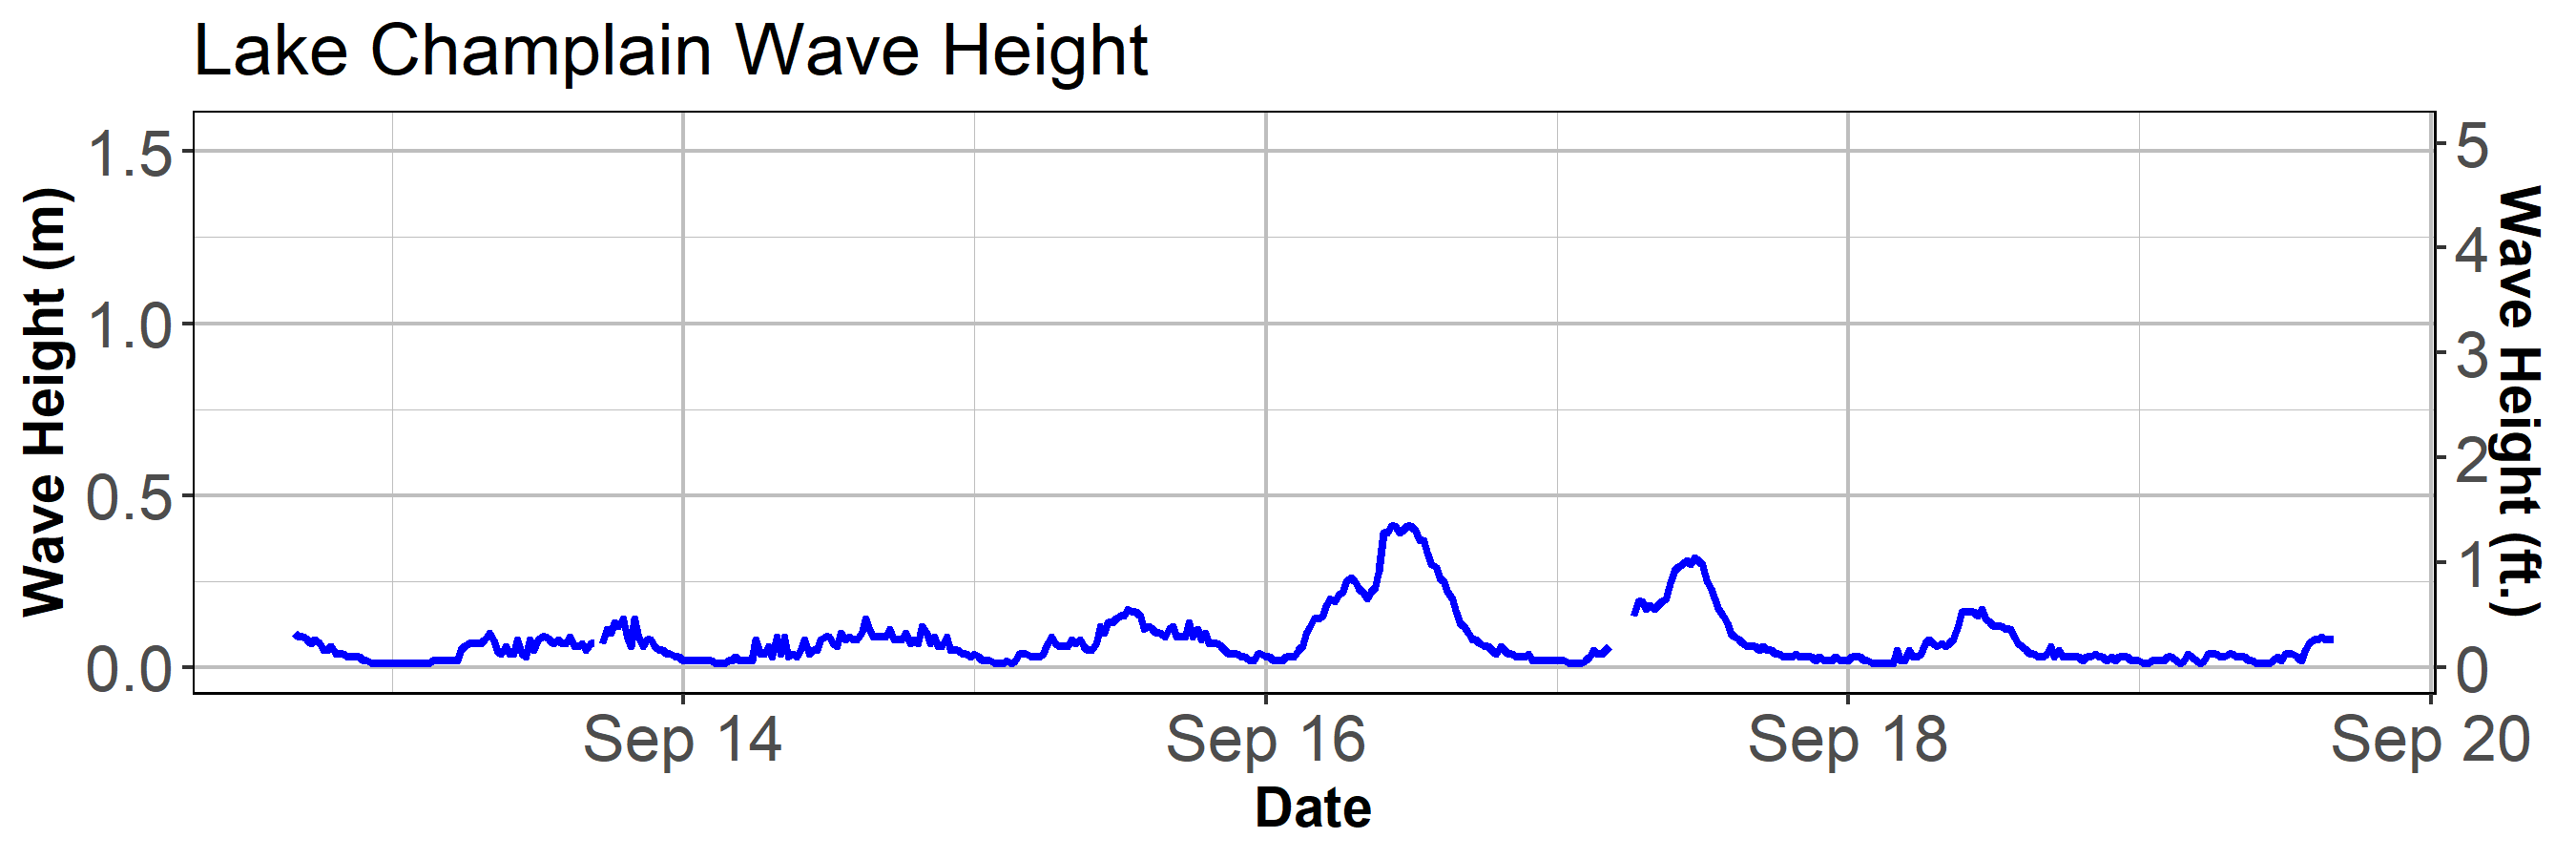 Lake Champlain Wave Height
Wave Height (m)
1.5
1.0
0.5
0.0
5
4
3
2
1
0
Wave Height (ft.)
Sep 14 Sep 16 Sep 18 Sep 20
Date